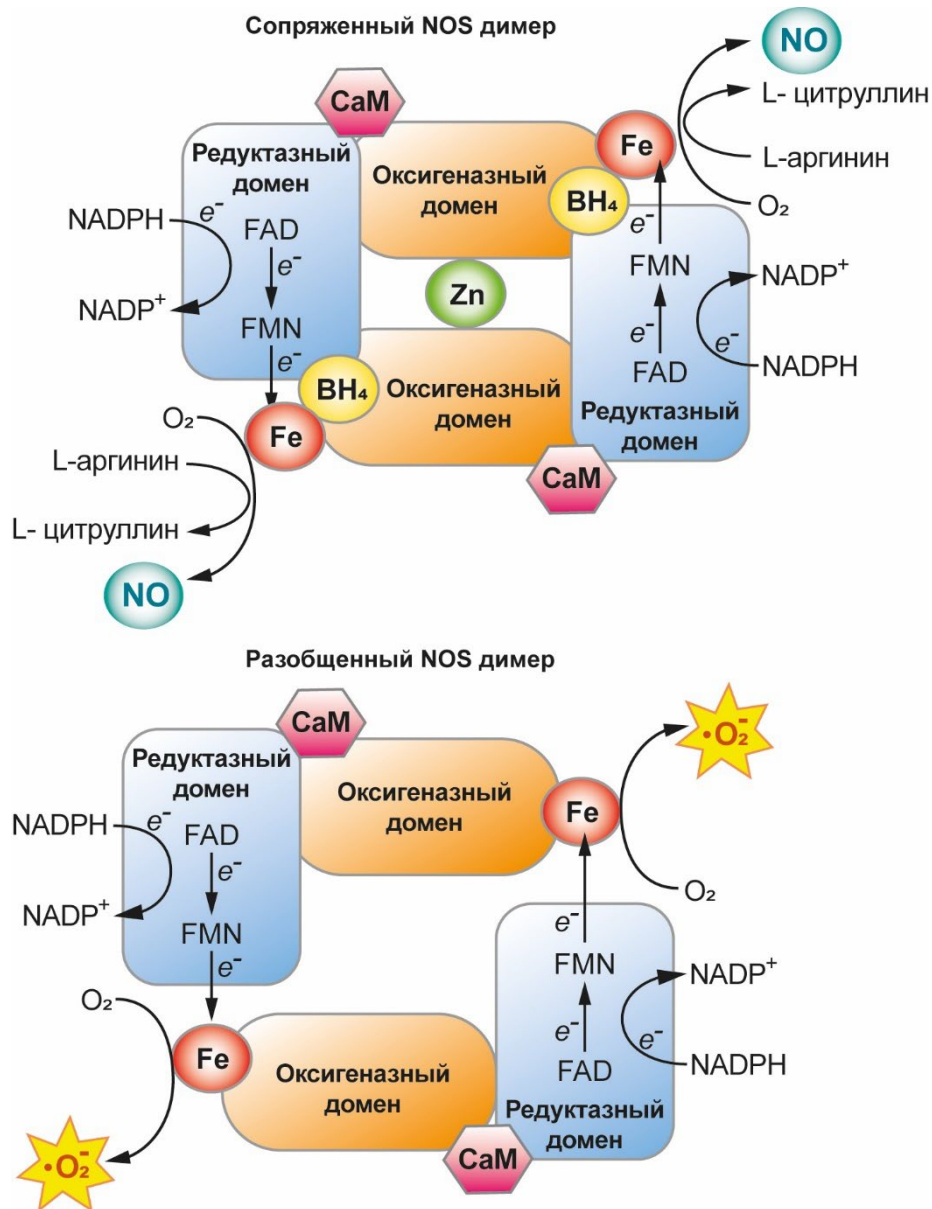 Сопряженный NOS димер
NO
CaM
L- цитруллин
Редуктазный
домен
Оксигеназный
домен
Fe
L-аргинин
BH₄
O₂
NADPH
e⁻
FAD
e⁻
FMN
e⁻
NADP⁺
Zn
e⁻
FMN
e⁻
FAD
NADP⁺
e⁻
NADPH
BH₄
Оксигеназный
домен
Редуктазный
домен
O₂
Fe
L-аргинин
CaM
L- цитруллин
NO
Разобщенный NOS димер
CaM
•O₂⁻
Редуктазный
домен
Оксигеназный
домен
Fe
NADPH
e⁻
FAD
e⁻
FMN
e⁻
NADP⁺
O₂
e⁻
FMN
e⁻
FAD
NADP⁺
e⁻
NADPH
O₂
Fe
Оксигеназный
домен
Редуктазный
домен
CaM
•O₂⁻